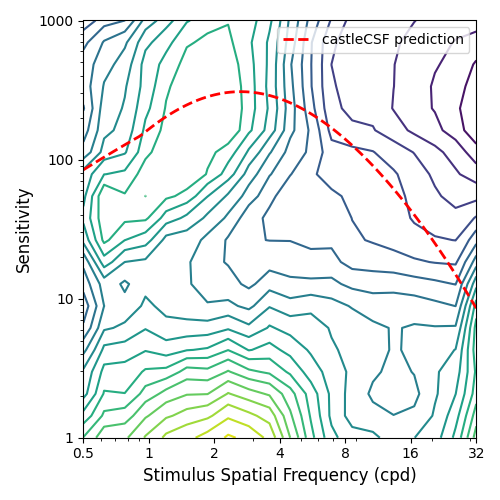 1000
castleCSF prediction
100
Sensitivity
10
1
0.5 1 2 4 8 16 32
Stimulus Spatial Frequency (cpd)